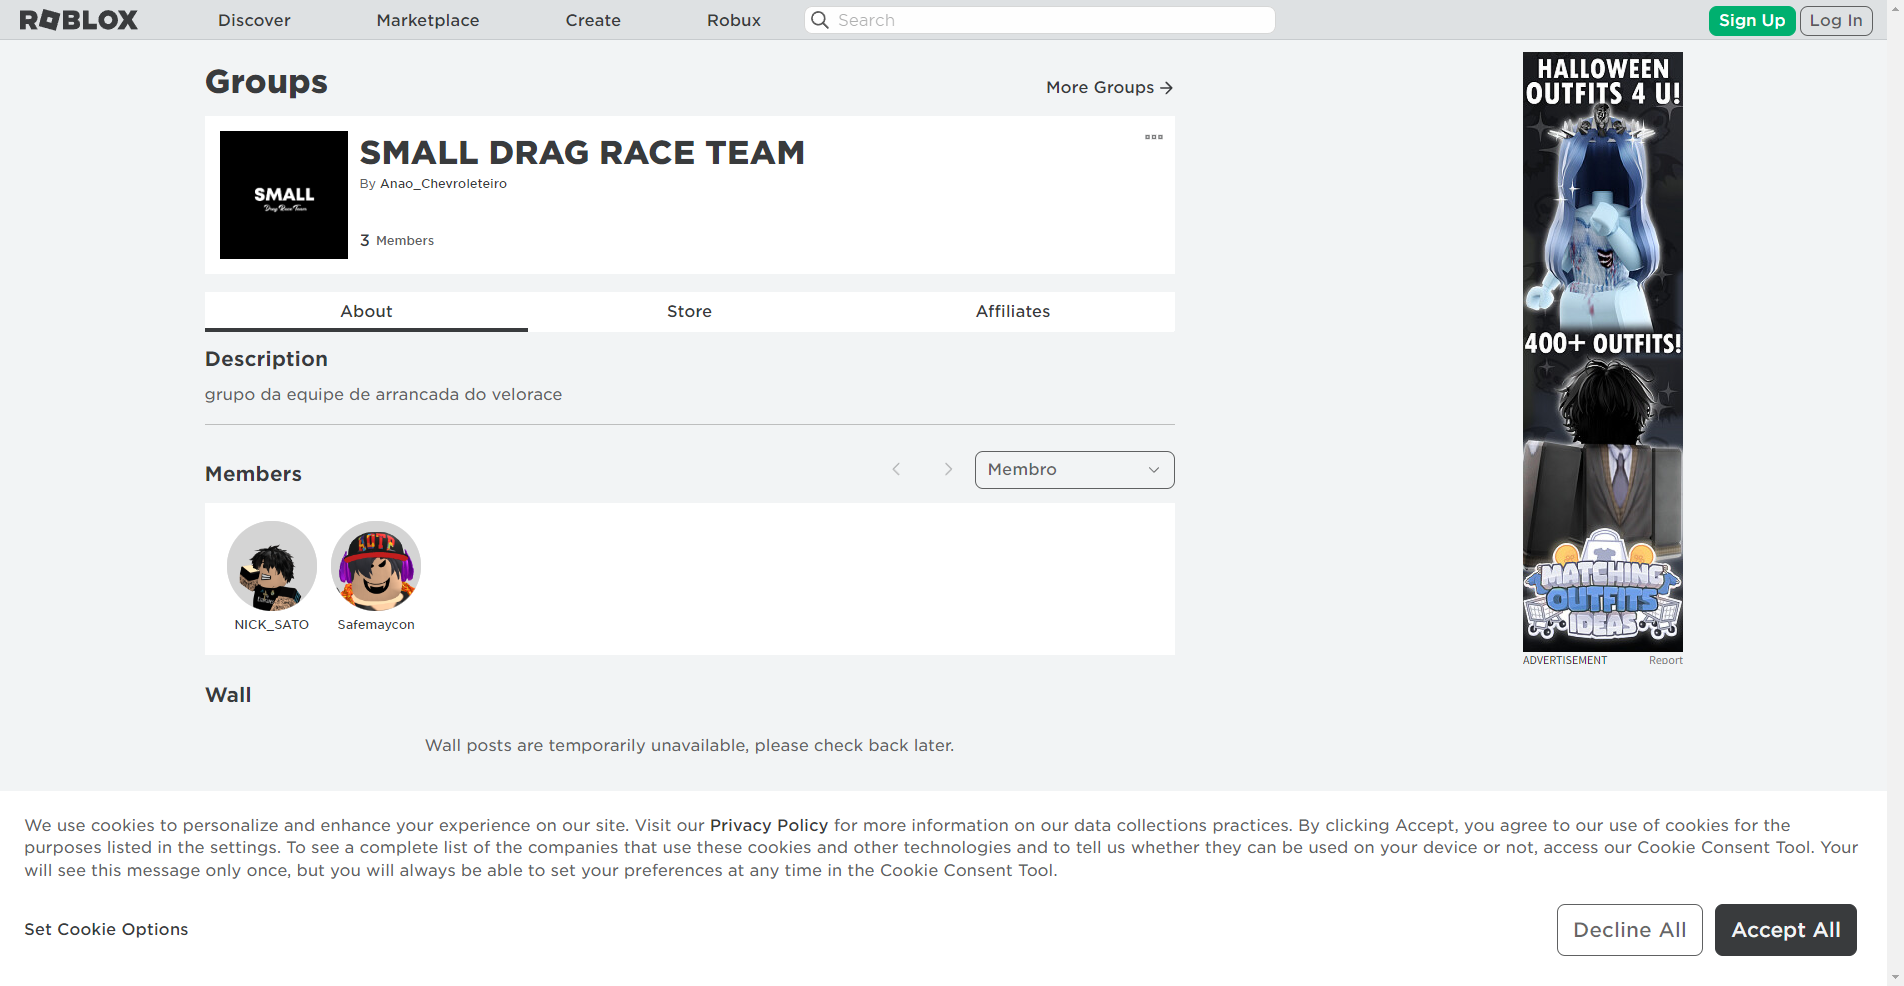 ROBLOX Discover Marketplace Create Robux Search Sign Up Log In
Groups
More Groups →
SMALL
Drag Race Team
SMALL DRAG RACE TEAM
By Anao_Chevroleteiro
3 Members
About Store Affiliates
Description
grupo da equipe de arrancada do velorace
Members
Membro
LOTR
NICK_SATO Safemaycon
Wall
Wall posts are temporarily unavailable, please check back later.
HALLOWEEN
OUTFITS 4 U!
400+ OUTFITS!
MATCHING
OUTFITS
IDEAS
ADVERTISEMENT Report
We use cookies to personalize and enhance your experience on our site. Visit our Privacy Policy for more information on our data collections practices. By clicking Accept, you agree to our use of cookies for the
purposes listed in the settings. To see a complete list of the companies that use these cookies and other technologies and to tell us whether they can be used on your device or not, access our Cookie Consent Tool. Your
will see this message only once, but you will always be able to set your preferences at any time in the Cookie Consent Tool.
Set Cookie Options
Decline All Accept All